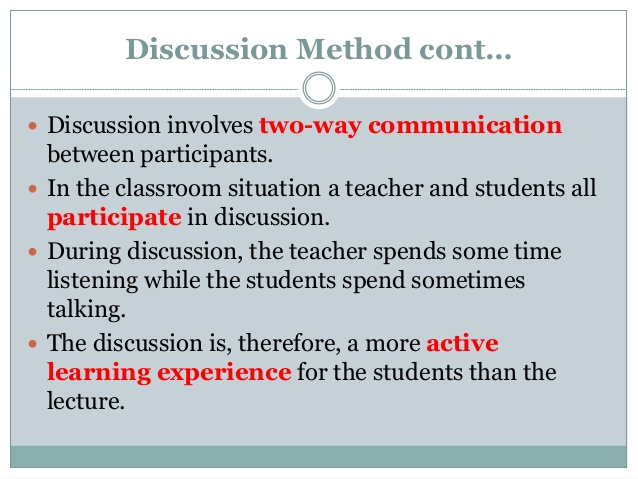 Discussion Method cont...
• Discussion involves two-way communication
between participants.
• In the classroom situation a teacher and students all
participate in discussion.
• During discussion, the teacher spends some time
listening while the students spend sometimes
talking.
• The discussion is, therefore, a more active
learning experience for the students than the
lecture.